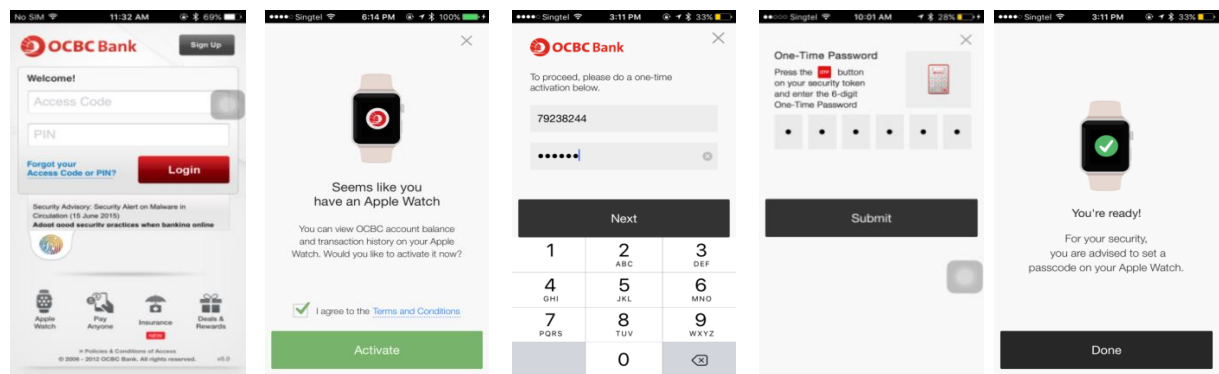 No SIM 11:32 AM 69%
OCBC Bank
Sign Up
Welcome!
Access Code
PIN
Forgot your
Access Code or PIN?
Login
Security Advisory: Security Alert on Malware in
Circulation (15 June 2015)
Adopt good security practices when banking online
Apple
Watch
Pay
Anyone
Insurance
Deals &
Rewards
» Policies & Conditions of Access
© 2006 - 2012 OCBC Bank. All rights reserved. v5.0
Singtel 6:14 PM 100%
Seems like you
have an Apple Watch
You can view OCBC account balance
and transaction history on your Apple
Watch. Would you like to activate it now?
I agree to the Terms and Conditions
Activate
Singtel 3:11 PM 33%
OCBC Bank
To proceed, please do a one-time
activation below.
79238244
Next
1
2
ABC
3
DEF
4
GHI
5
JKL
6
MNO
7
PQRS
8
TUV
9
WXYZ
0
Singtel 10:01 AM 28%
One-Time Password
Press the OTP button
on your security token
and enter the 6-digit
One-Time Password
Submit
Singtel 3:11 PM 33%
You're ready!
For your security,
you are advised to set a
passcode on your Apple Watch.
Done